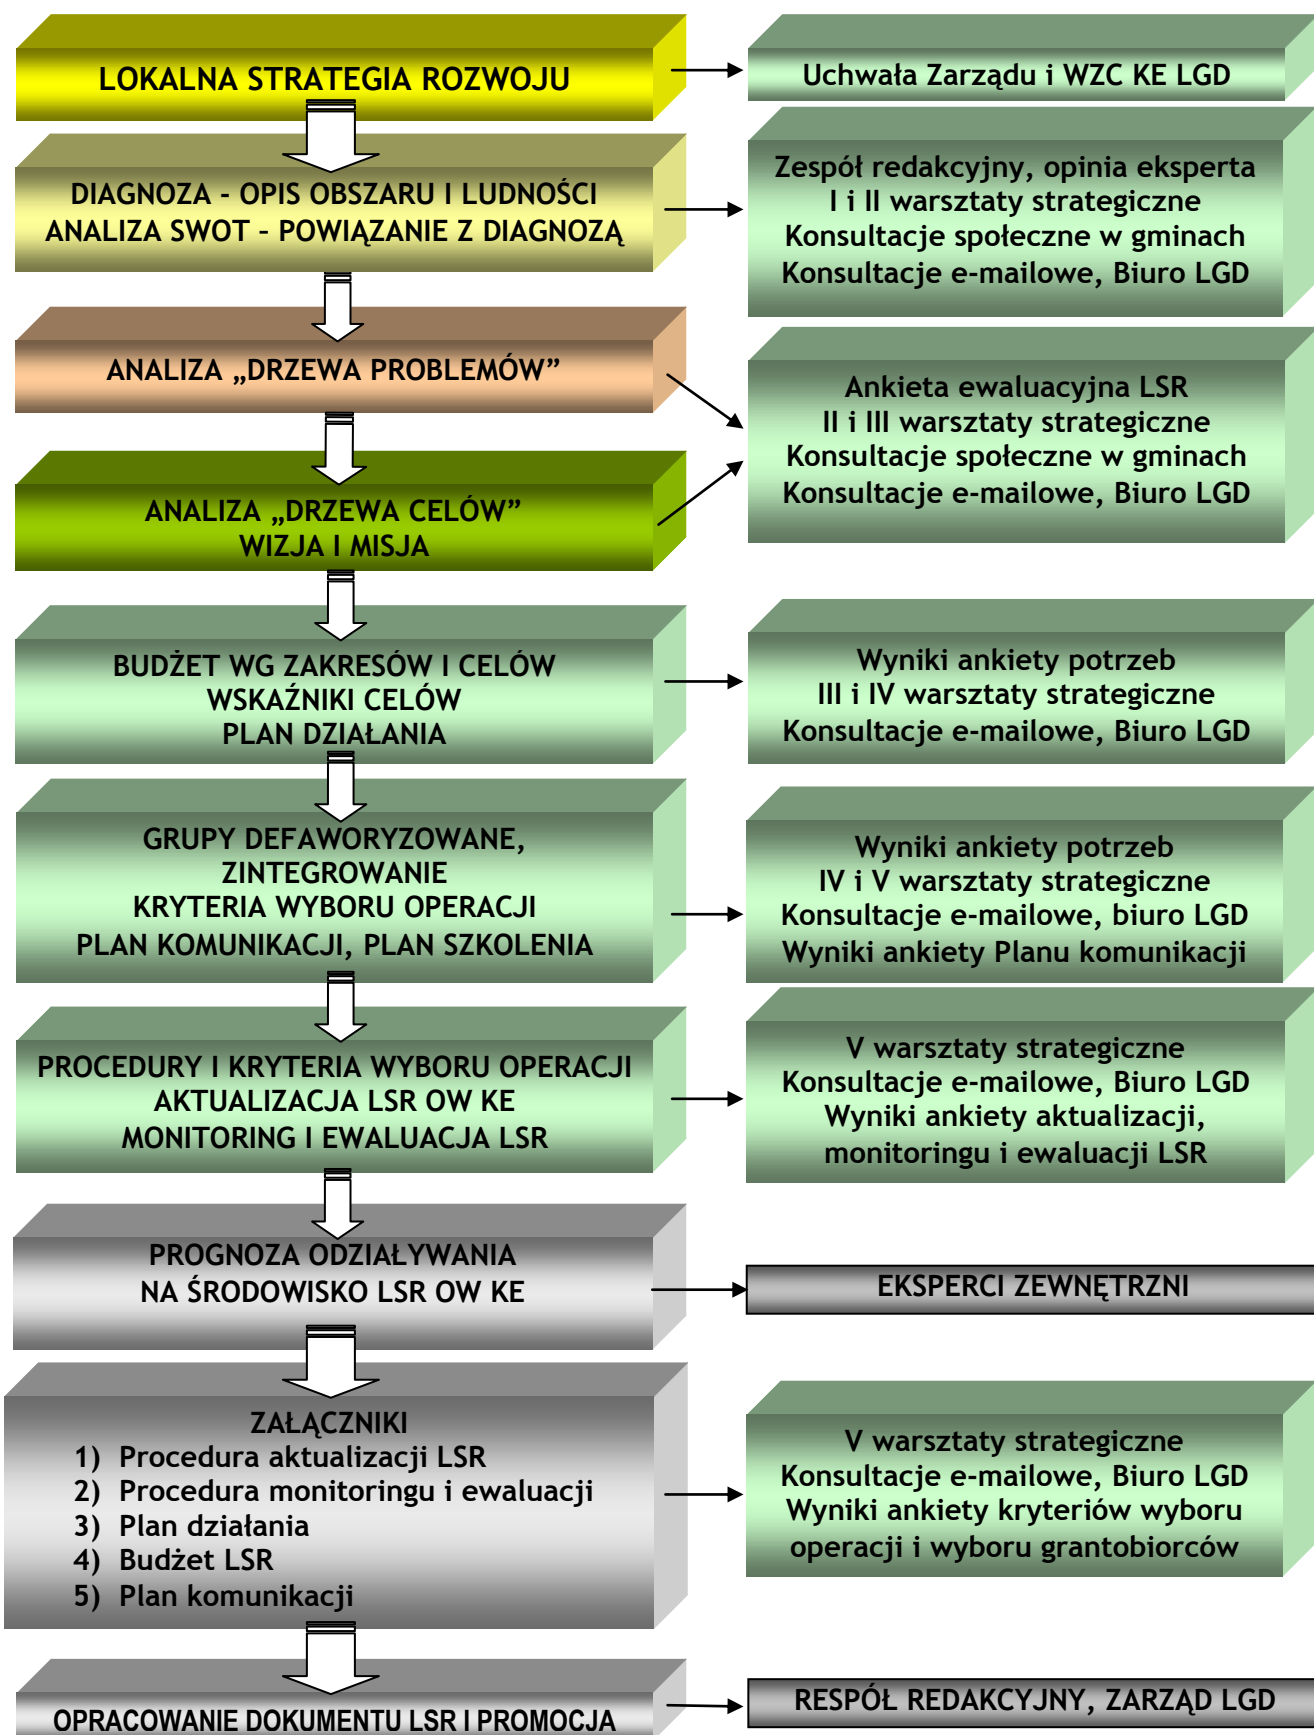 LOKALNA STRATEGIA ROZWOJU
Uchwała Zarządu i WZC KE LGD
DIAGNOZA - OPIS OBSZARU I LUDNOŚCI
ANALIZA SWOT – POWIĄZANIE Z DIAGNOZĄ
Zespół redakcyjny, opinia eksperta
I i II warsztaty strategiczne
Konsultacje społeczne w gminach
Konsultacje e-mailowe, Biuro LGD
ANALIZA „DRZEWA PROBLEMÓW”
Ankieta ewaluacyjna LSR
II i III warsztaty strategiczne
Konsultacje społeczne w gminach
Konsultacje e-mailowe, Biuro LGD
ANALIZA „DRZEWA CELÓW”
WIZJA I MISJA
BUDŻET WG ZAKRESÓW I CELÓW
WSKAŹNIKI CELÓW
PLAN DZIAŁANIA
Wyniki ankiety potrzeb
III i IV warsztaty strategiczne
Konsultacje e-mailowe, Biuro LGD
GRUPY DEFAWORYZOWANE,
ZINTEGROWANIE
KRYTERIA WYBORU OPERACJI
PLAN KOMUNIKACJI, PLAN SZKOLENIA
Wyniki ankiety potrzeb
IV i V warsztaty strategiczne
Konsultacje e-mailowe, biuro LGD
Wyniki ankiety Planu komunikacji
PROCEDURY I KRYTERIA WYBORU OPERACJI
AKTUALIZACJA LSR OW KE
MONITORING I EWALUACJA LSR
V warsztaty strategiczne
Konsultacje e-mailowe, Biuro LGD
Wyniki ankiety aktualizacji,
monitoringu i ewaluacji LSR
PROGNOZA ODZIAŁYWANIA
NA ŚRODOWISKO LSR OW KE
EKSPERCI ZEWNĘTRZNI
ZAŁĄCZNIKI
1) Procedura aktualizacji LSR
2) Procedura monitoringu i ewaluacji
3) Plan działania
4) Budżet LSR
5) Plan komunikacji
V warsztaty strategiczne
Konsultacje e-mailowe, Biuro LGD
Wyniki ankiety kryteriów wyboru
operacji i wyboru grantobiorców
OPRACOWANIE DOKUMENTU LSR I PROMOCJA
RESPÓŁ REDAKCYJNY, ZARZĄD LGD